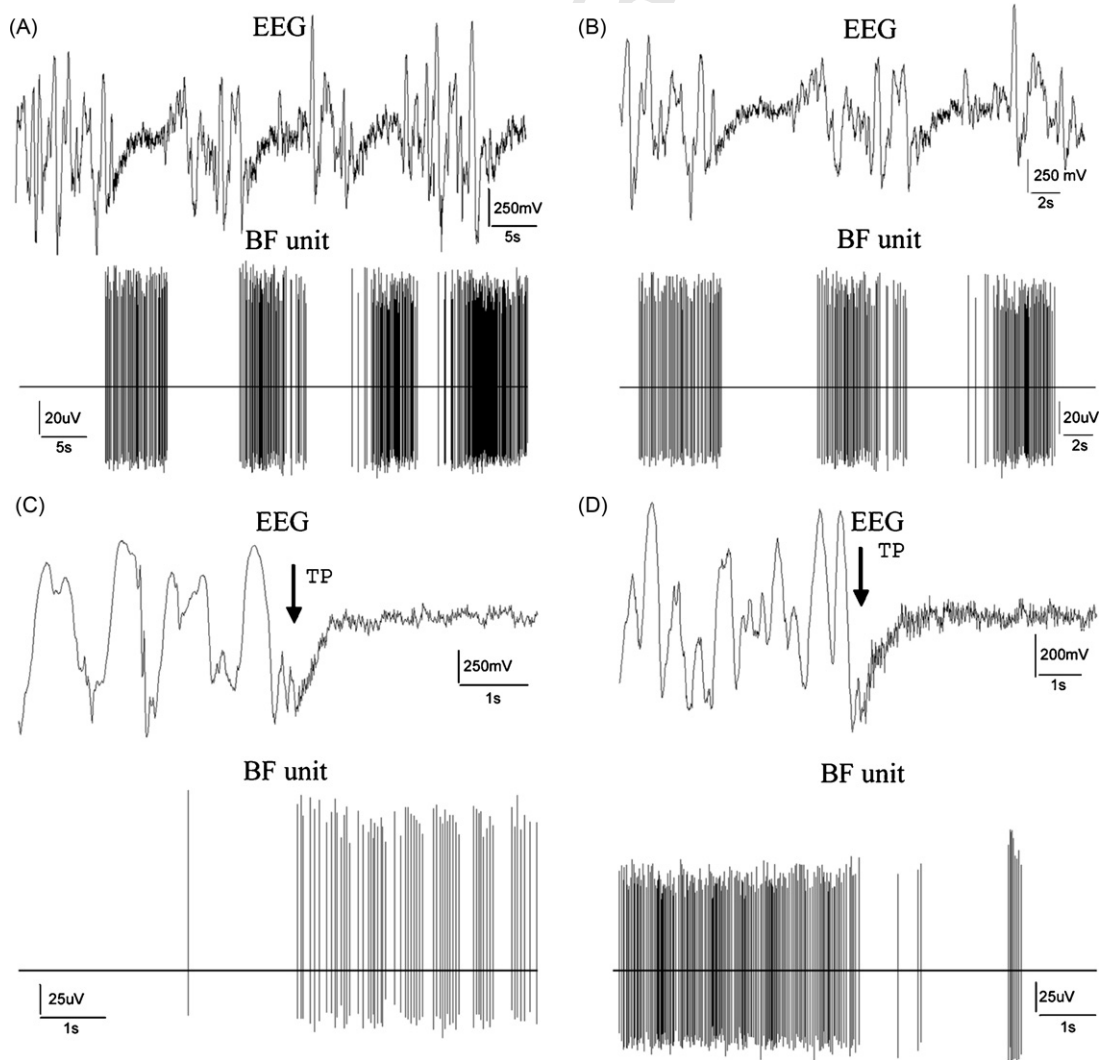 (A)
EEG
250mV
5s
BF unit
20uV
5s
(B)
EEG
250 mV
2s
BF unit
20uV
2s
(C)
EEG
TP
250mV
1s
BF unit
25uV
1s
(D)
EEG
TP
200mV
1s
BF unit
25uV
1s